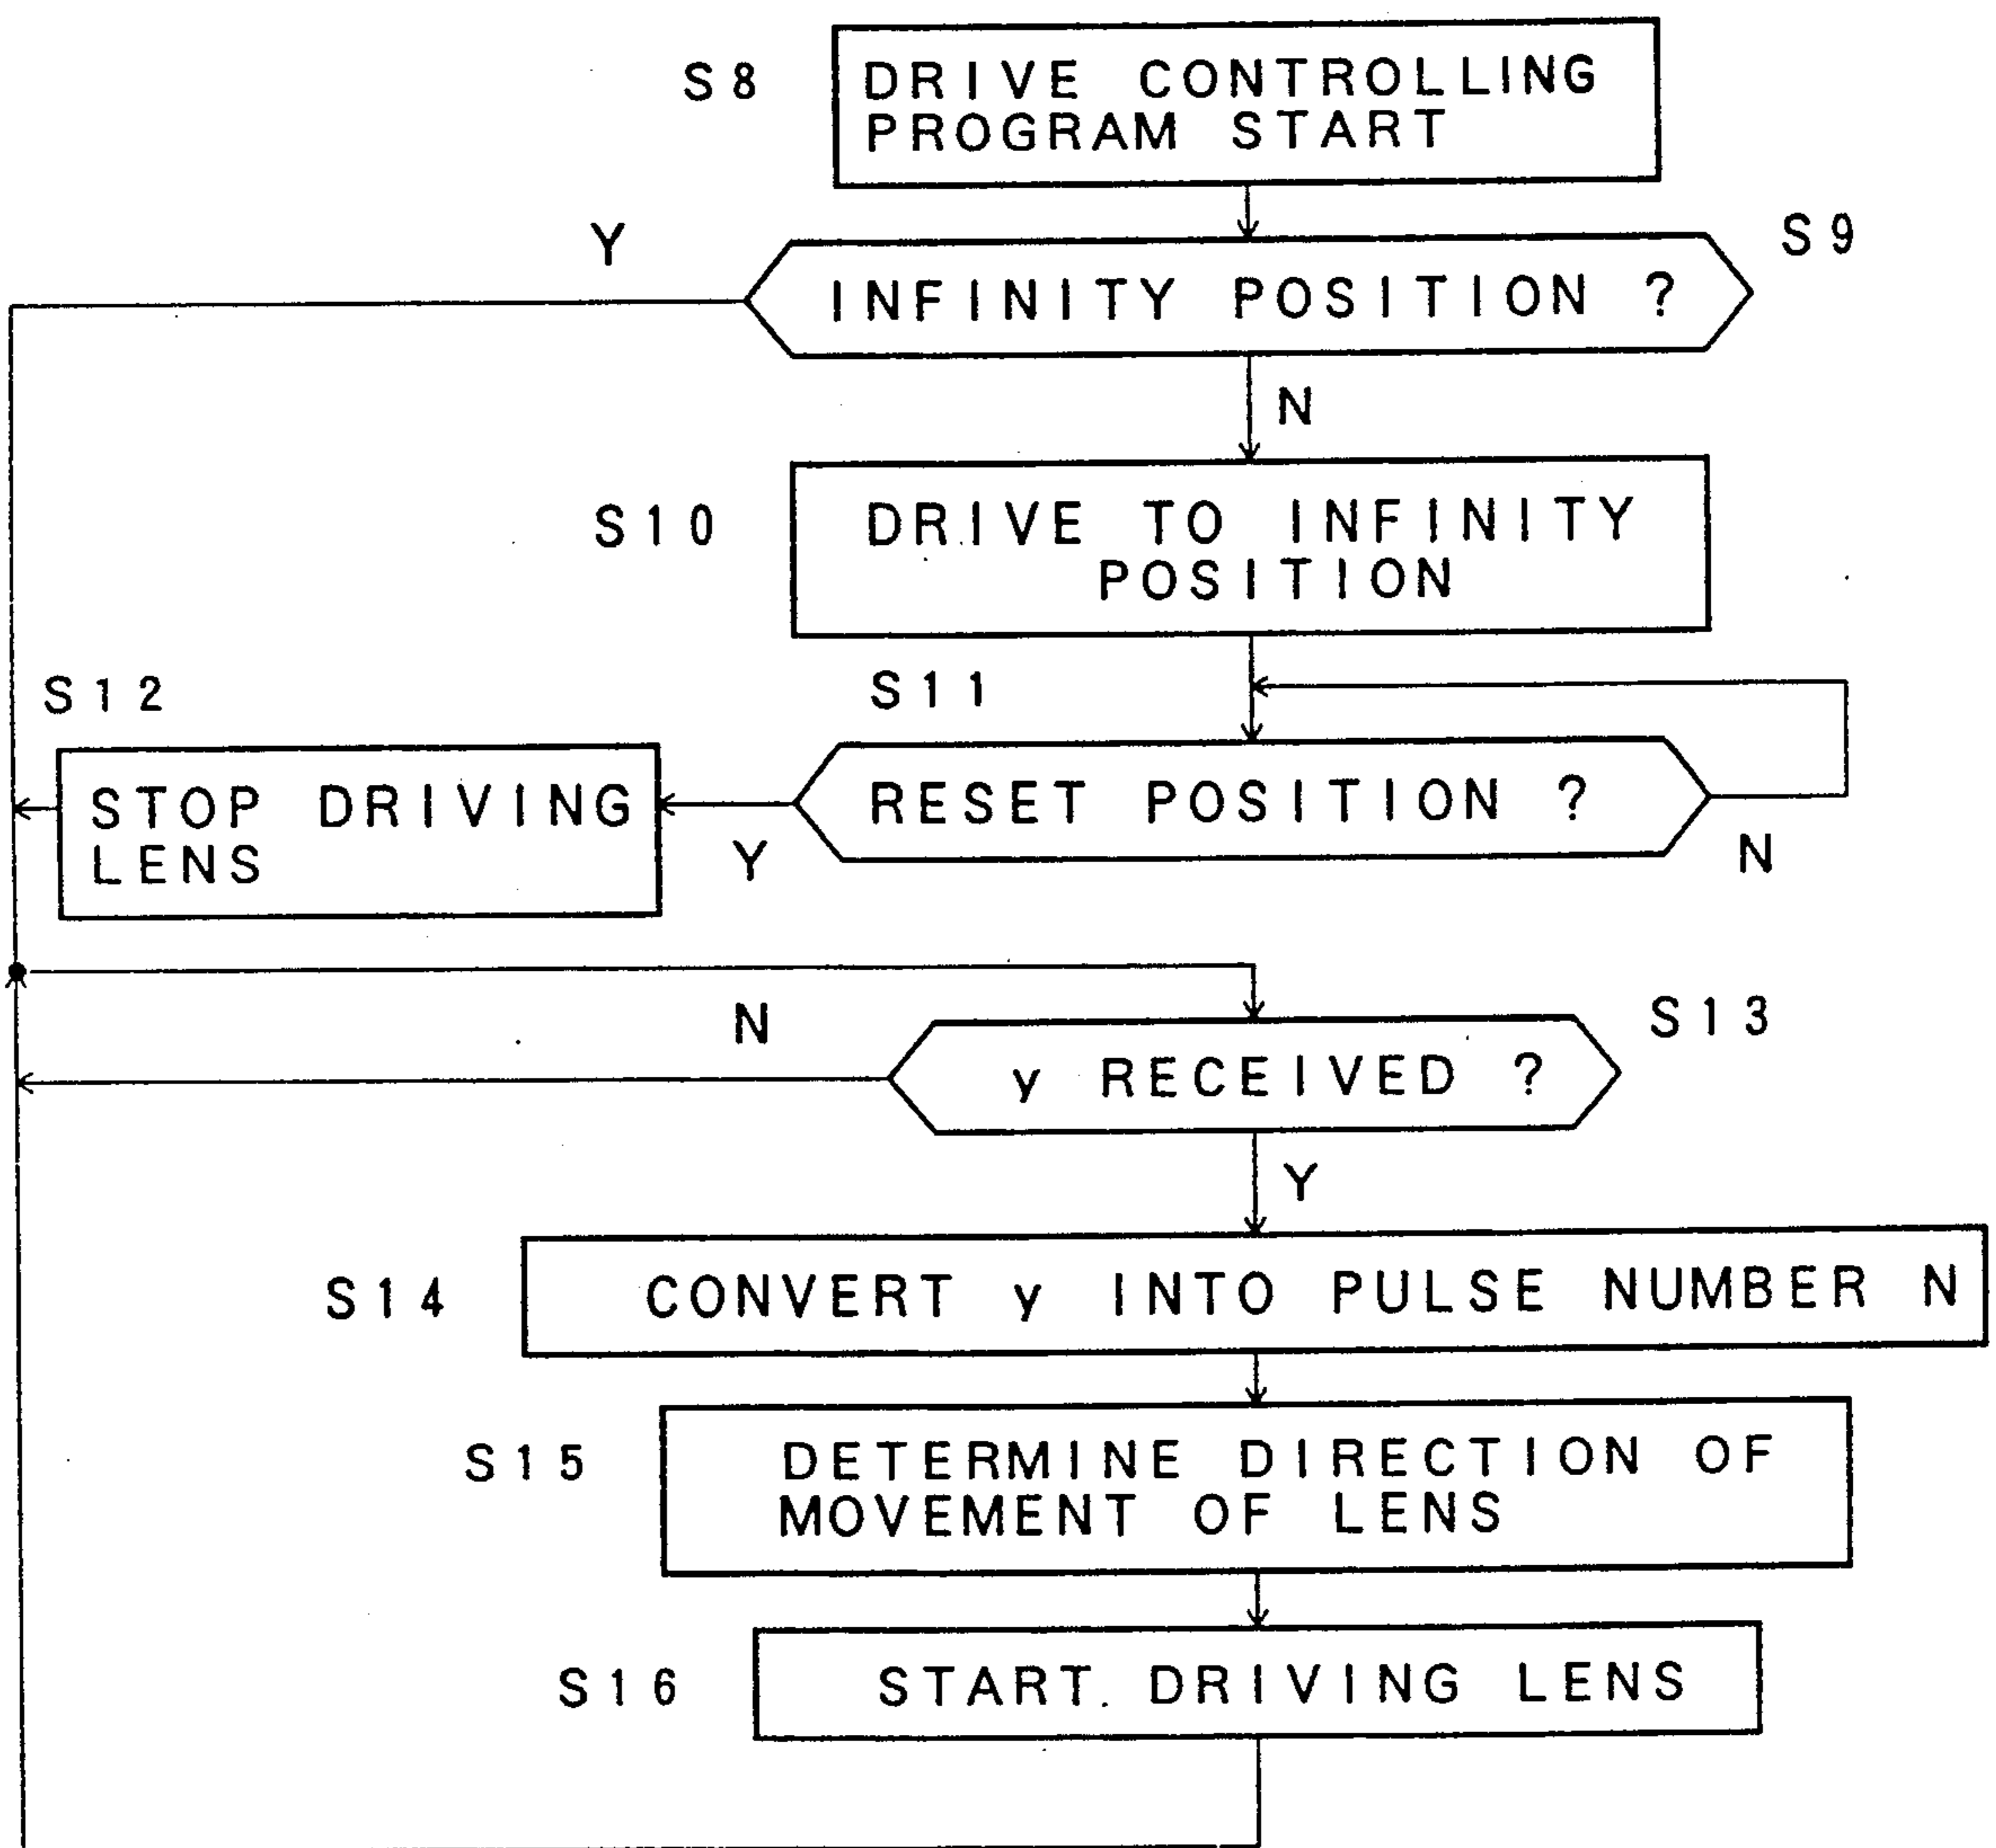 S8
DRIVE CONTROLLING
PROGRAM START
Y
S9
INFINITY POSITION ?
N
S10
DRIVE TO INFINITY
POSITION
S12
S11
STOP DRIVING
LENS
RESET POSITION ?
Y
N
N
S13
y RECEIVED ?
Y
S14
CONVERT y INTO PULSE NUMBER N
S15
DETERMINE DIRECTION OF
MOVEMENT OF LENS
S16
START DRIVING LENS